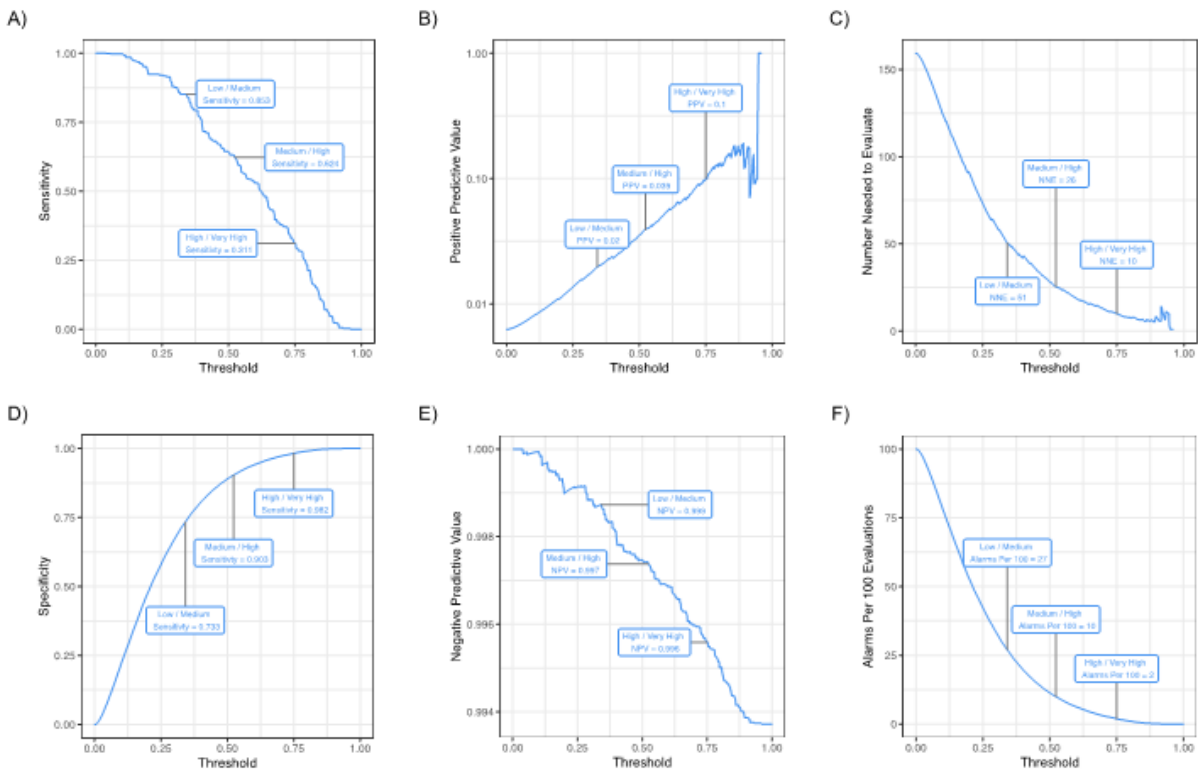 A)
1.00
0.75
0.50
0.25
0.00
Sensitivity
Low / Medium
Sensitivity = 0.853
Medium / High
Sensitivity = 0.624
High / Very High
Sensitivity = 0.311
0.00 0.25 0.50 0.75 1.00
Threshold
B)
1.00
0.10
0.01
Positive Predictive Value
High / Very High
PPV = 0.1
Medium / High
PPV = 0.039
Low / Medium
PPV = 0.02
0.00 0.25 0.50 0.75 1.00
Threshold
C)
150
100
50
0
Number Needed to Evaluate
Medium / High
NNE = 26
High / Very High
NNE = 10
Low / Medium
NNE = 51
0.00 0.25 0.50 0.75 1.00
Threshold
D)
1.00
0.75
0.50
0.25
0.00
Specificity
High / Very High
Sensitivity = 0.982
Medium / High
Sensitivity = 0.903
Low / Medium
Sensitivity = 0.733
0.00 0.25 0.50 0.75 1.00
Threshold
E)
1.000
0.998
0.996
0.994
Negative Predictive Value
Low / Medium
NPV = 0.999
Medium / High
NPV = 0.997
High / Very High
NPV = 0.996
0.00 0.25 0.50 0.75 1.00
Threshold
F)
100
75
50
25
0
Alarms Per 100 Evaluations
Low / Medium
Alarms Per 100 = 27
Medium / High
Alarms Per 100 = 10
High / Very High
Alarms Per 100 = 2
0.00 0.25 0.50 0.75 1.00
Threshold